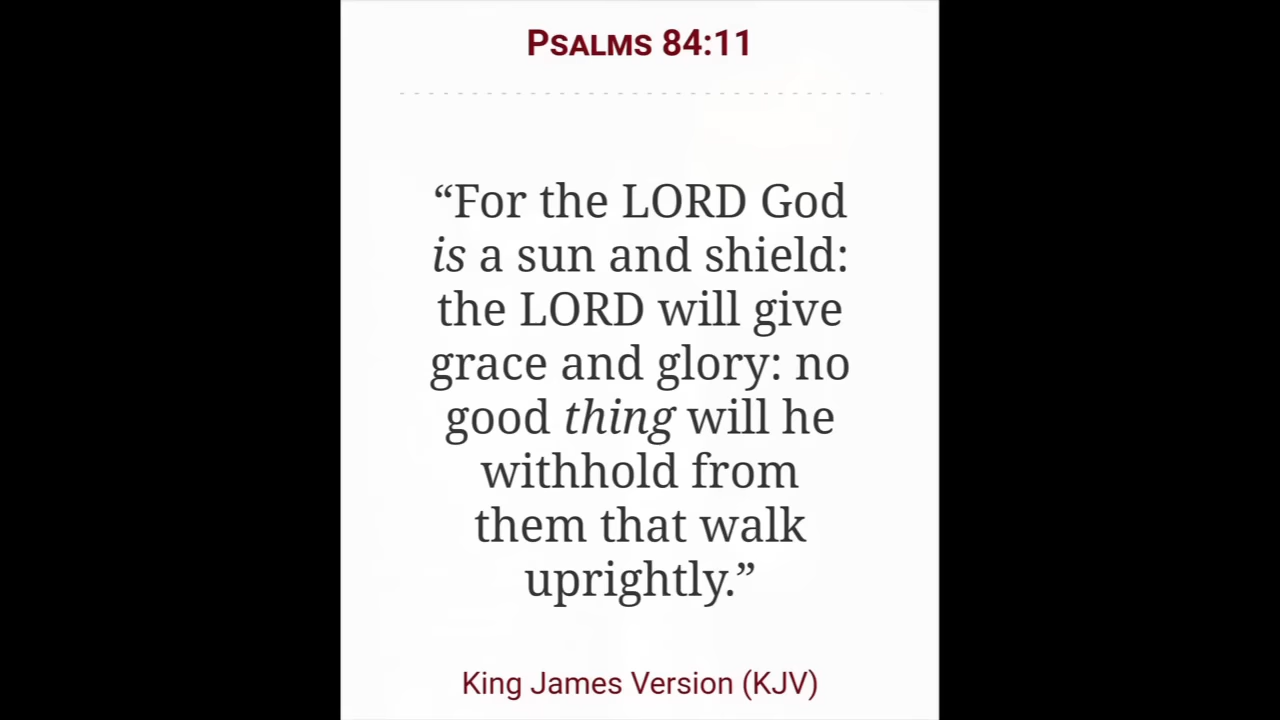 PSALMS 84:11
“For the LORD God
is a sun and shield:
the LORD will give
grace and glory: no
good thing will he
withhold from
them that walk
uprightly.”
King James Version (KJV)